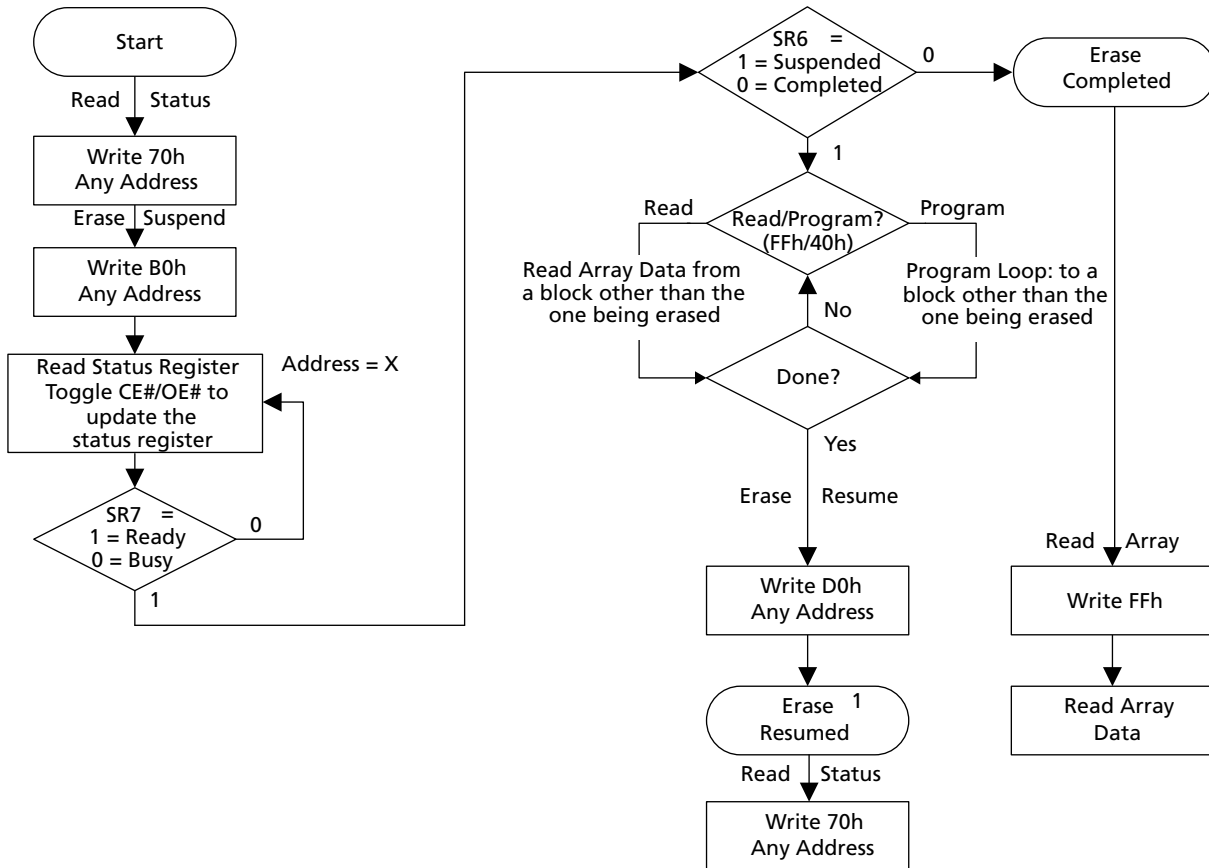 Start
Read Status
Write 70h
Any Address
Erase Suspend
Write B0h
Any Address
Read Status Register
Toggle CE#/OE# to
update the
status register
Address = X
SR7 =
1 = Ready
0 = Busy
0
1
SR6 =
1 = Suspended
0 = Completed
0
1
Erase
Completed
Read/Program?
(FFh/40h)
Read
Program
Read Array Data from
a block other than the
one being erased
Program Loop: to a
block other than the
one being erased
No
Done?
Yes
Erase Resume
Write D0h
Any Address
Erase 1
Resumed
Read Status
Write 70h
Any Address
Read Array
Write FFh
Read Array
Data